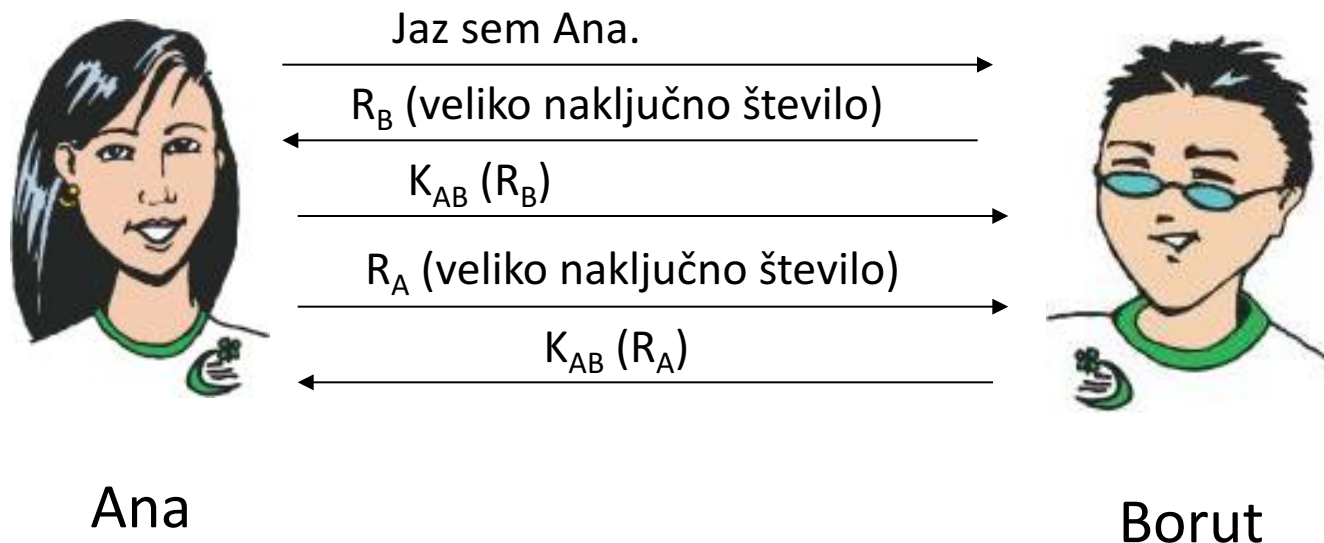 Jaz sem Ana.
R_B (veliko naključno število)
K_AB (R_B)
R_A (veliko naključno število)
K_AB (R_A)
Ana
Borut